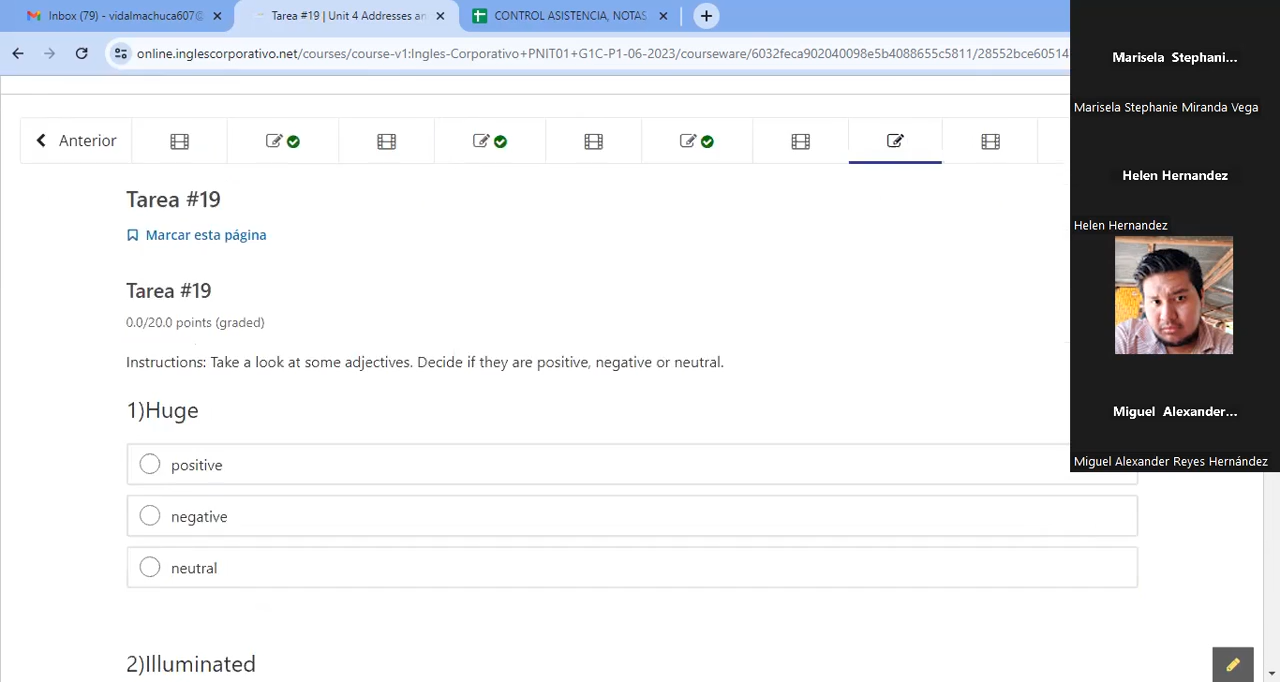 Inbox (79) - vidalmachuca607@
Tarea #19 | Unit 4 Addresses an
CONTROL ASISTENCIA, NOTAS
online.inglescorporativo.net/courses/course-v1:Ingles-Corporativo+PNIT01+G1C-P1-06-2023/courseware/6032feca902040098e5b4088655c5811/28552bce60514
Marisela Stephani...
Marisela Stephanie Miranda Vega
Anterior
Helen Hernandez
Helen Hernandez
Tarea #19
Marcar esta página
Tarea #19
0.0/20.0 points (graded)
Instructions: Take a look at some adjectives. Decide if they are positive, negative or neutral.
1)Huge
Miguel Alexander...
Miguel Alexander Reyes Hernández
positive
negative
neutral
2)Illuminated